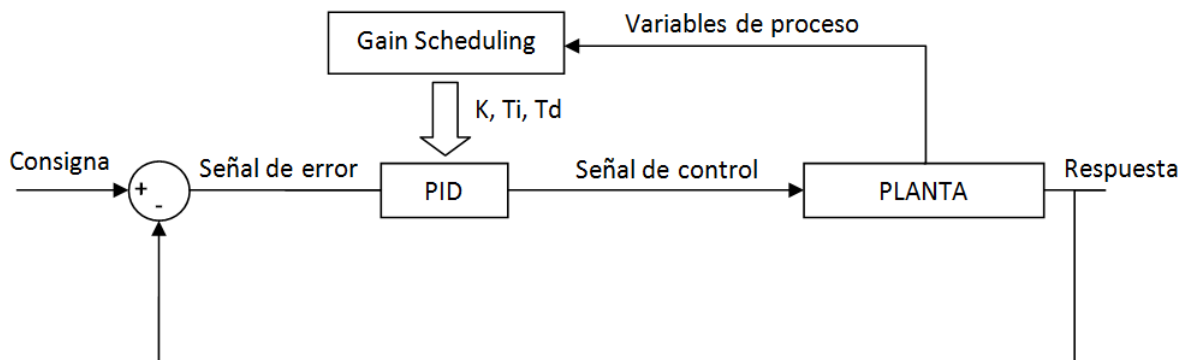 Gain Scheduling
Variables de proceso
K, Ti, Td
Consigna
Señal de error
PID
Señal de control
PLANTA
Respuesta
+
-